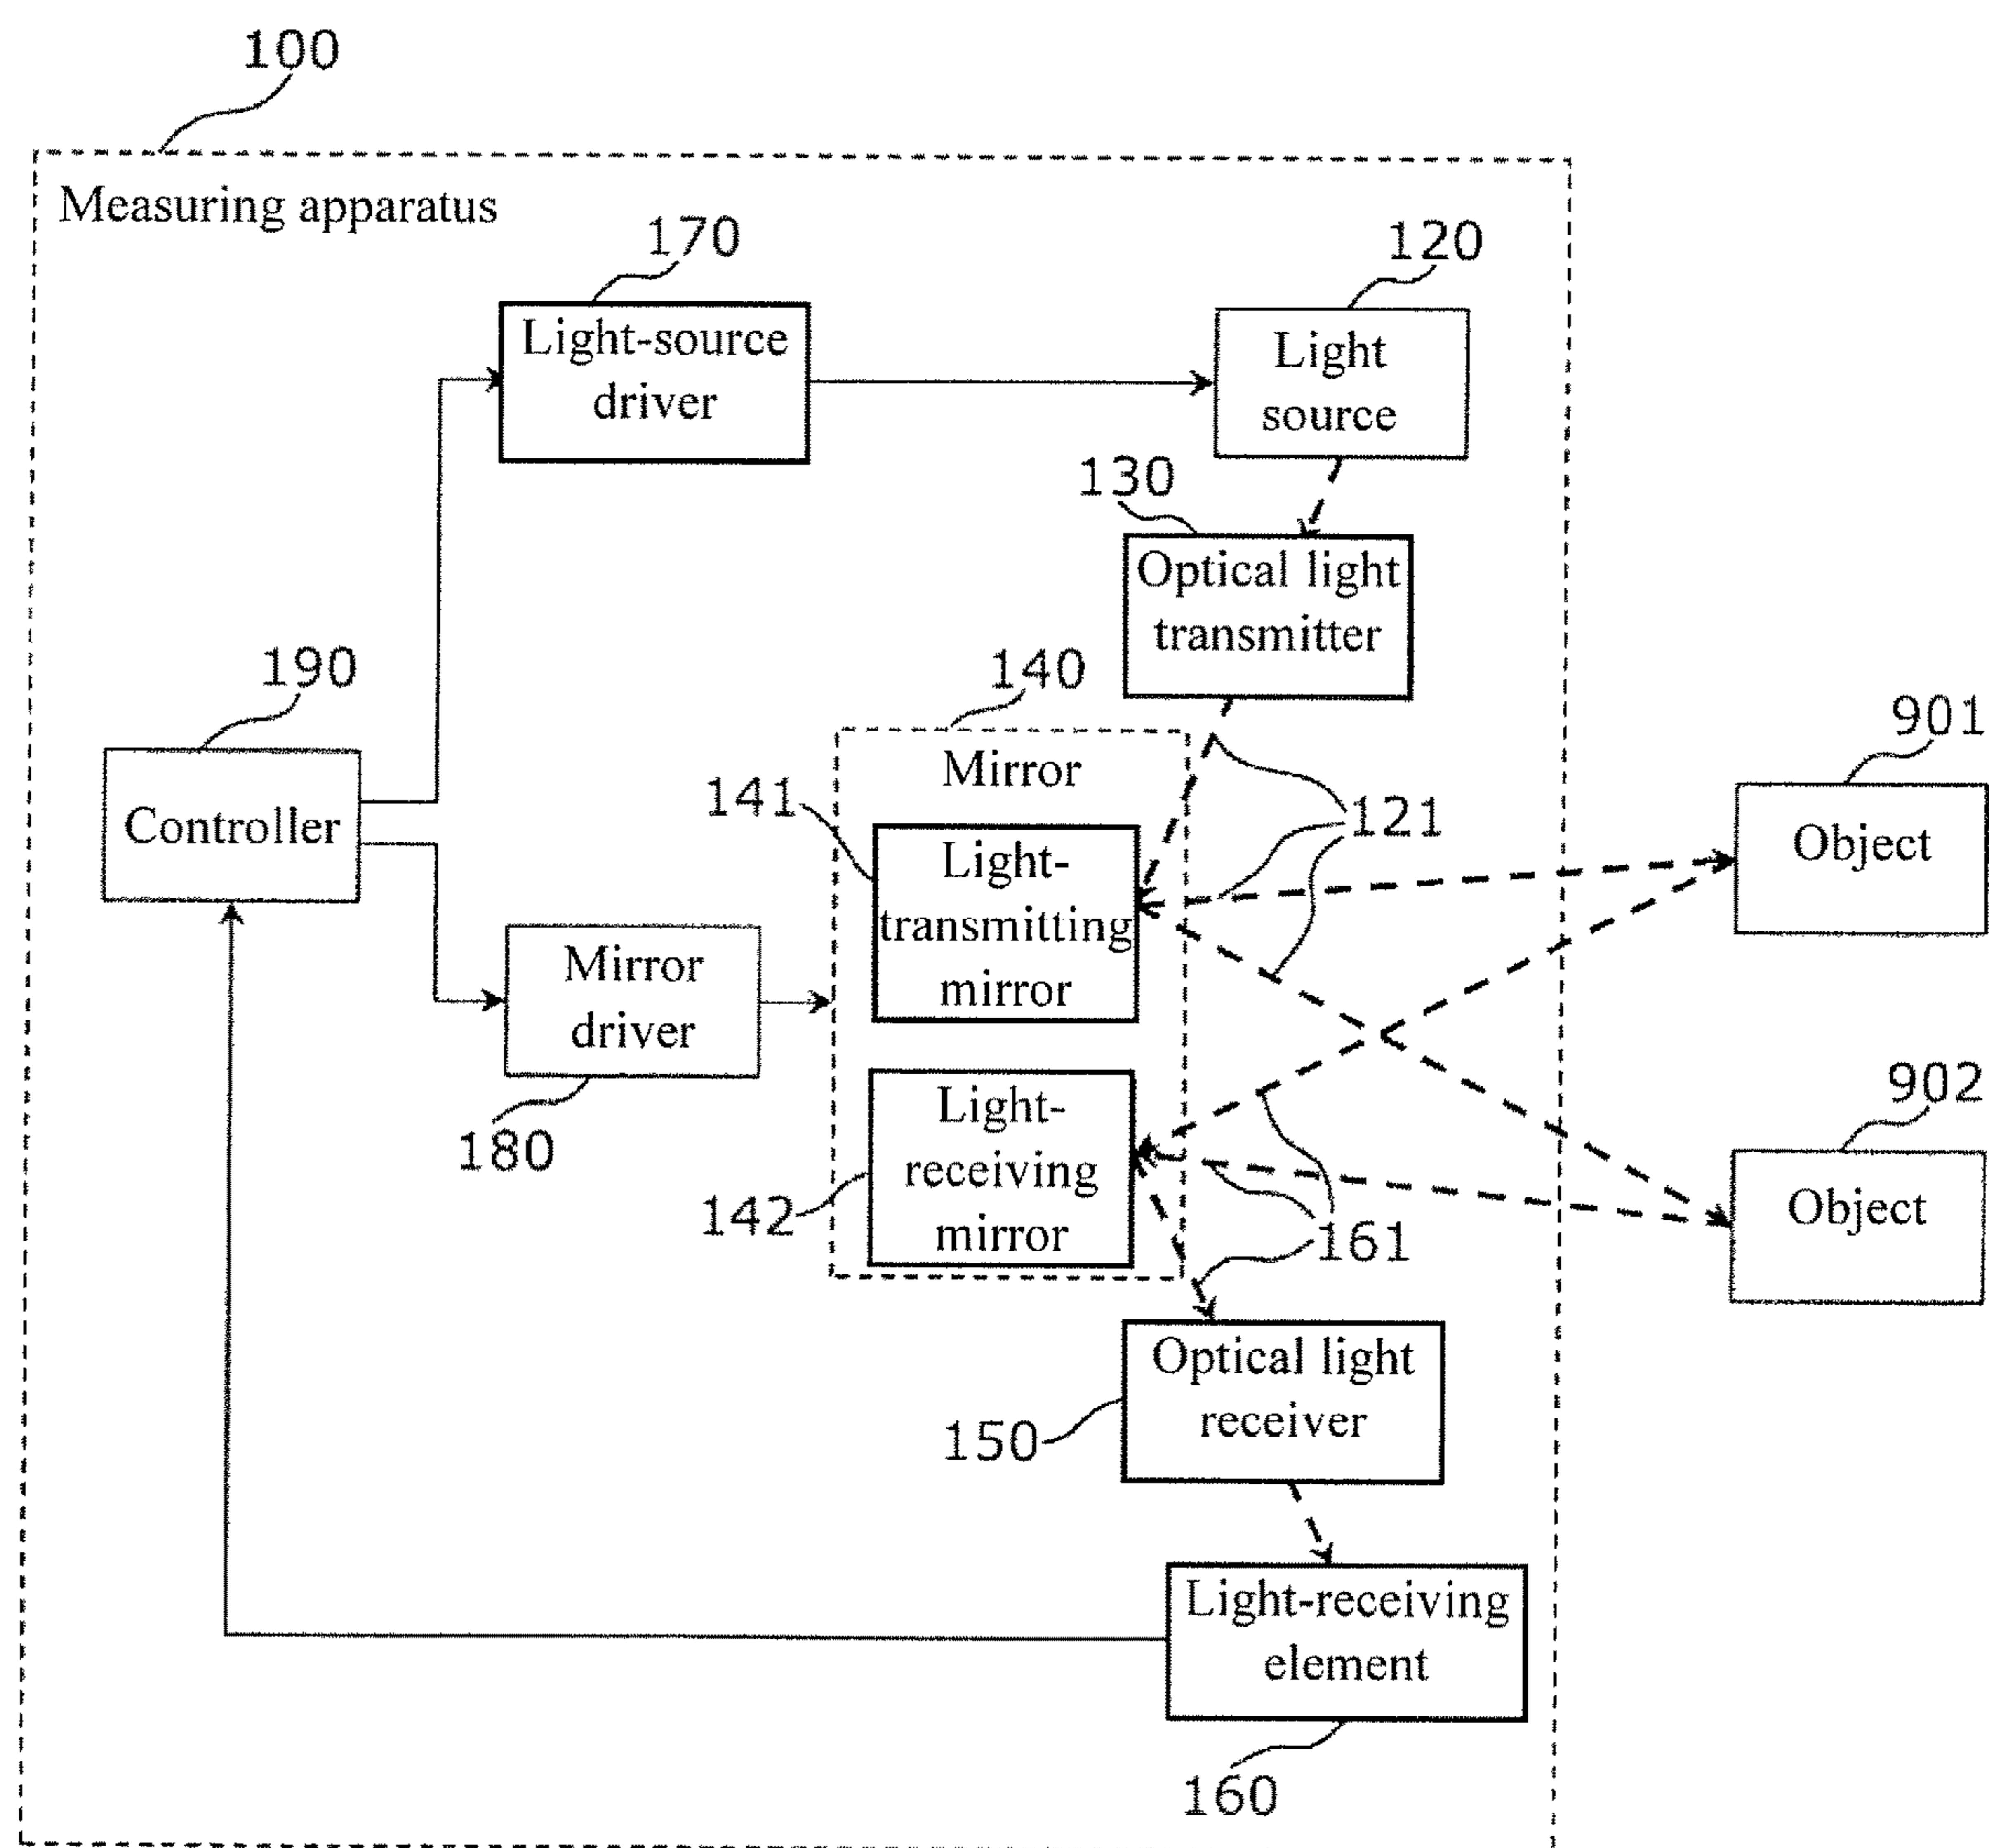 100
Measuring apparatus
170
120
Light-source
driver
Light
source
130
Optical light
transmitter
190
140
901
Controller
Mirror
141
121
Object
Light-
transmitting
mirror
Mirror
driver
180
902
Light-
receiving
mirror
142
161
Object
Optical light
receiver
150
Light-receiving
element
160